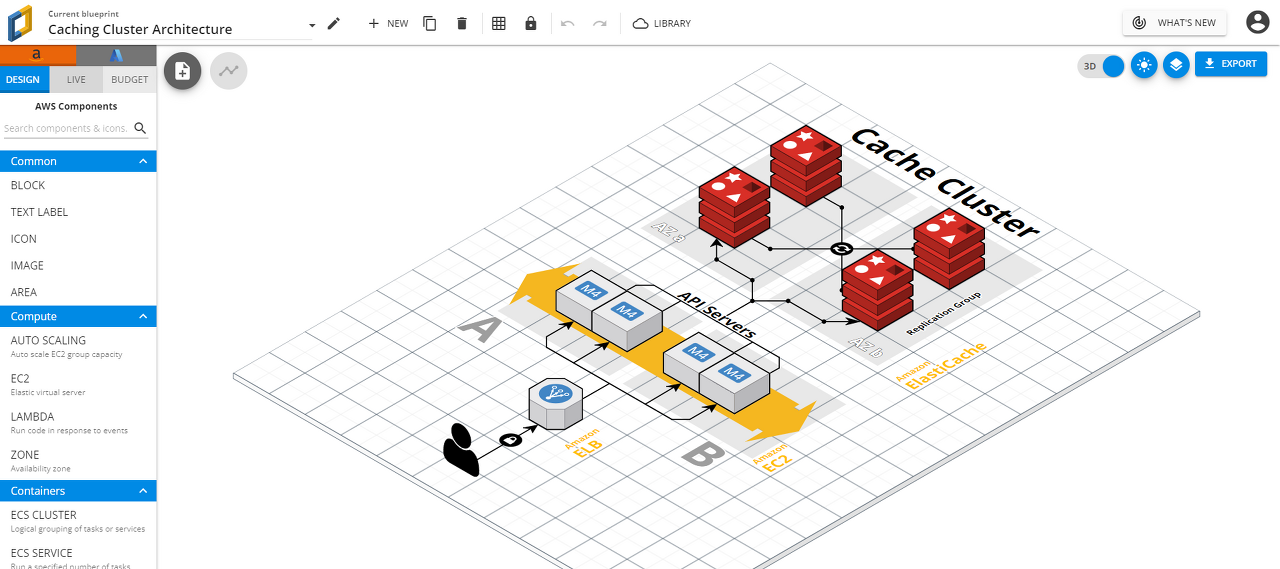 Current blueprint
Caching Cluster Architecture
NEW
LIBRARY
WHAT'S NEW
a
DESIGN
LIVE
BUDGET
3D
EXPORT
AWS Components
Search components & icons.
Common
BLOCK
TEXT LABEL
ICON
IMAGE
AREA
Compute
AUTO SCALING
Auto scale EC2 group capacity
EC2
Elastic virtual server
LAMBDA
Run code in response to events
ZONE
Availability zone
Containers
ECS CLUSTER
Logical grouping of tasks or services
ECS SERVICE
Run a specified number of tasks
Cache Cluster
AZ a
AZ b
Replication Group
Amazon
ElastiCache
API Servers
M4
M4
M4
M4
A
B
Amazon
ELB
Amazon
EC2